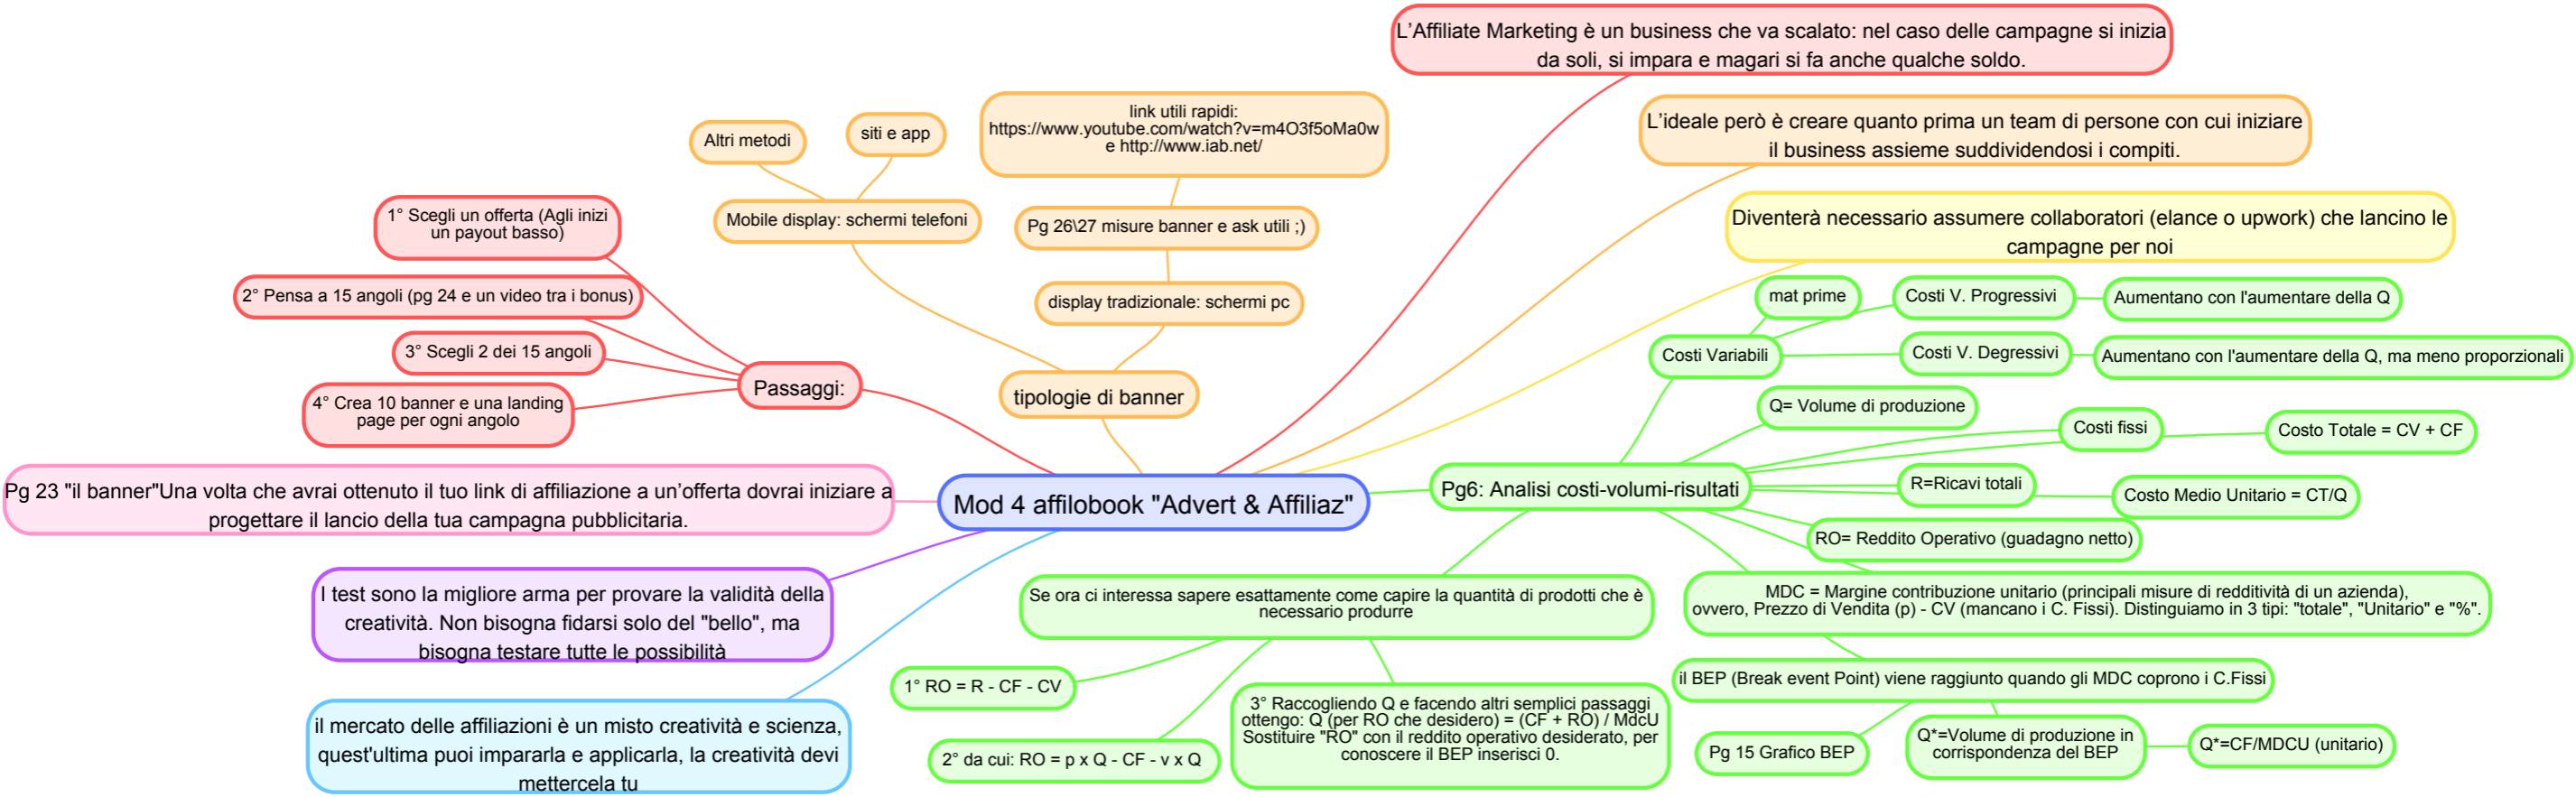 L'Affiliate Marketing è un business che va scalato: nel caso delle campagne si inizia
da soli, si impara e magari si fa anche qualche soldo.
L'ideale però è creare quanto prima un team di persone con cui iniziare
il business assieme suddividendosi i compiti.
Diventerà necessario assumere collaboratori (elance o upwork) che lancino le
campagne per noi
link utili rapidi:
https://www.youtube.com/watch?v=m4O3f5oMa0w
e http://www.iab.net/
Altri metodi
siti e app
Mobile display: schermi telefoni
Pg 26\27 misure banner e ask utili ;)
display tradizionale: schermi pc
tipologie di banner
1° Scegli un offerta (Agli inizi
un payout basso)
2° Pensa a 15 angoli (pg 24 e un video tra i bonus)
3° Scegli 2 dei 15 angoli
4° Crea 10 banner e una landing
page per ogni angolo
Passaggi:
Pg 23 "il banner"Una volta che avrai ottenuto il tuo link di affiliazione a un'offerta dovrai iniziare a
progettare il lancio della tua campagna pubblicitaria.
Mod 4 affilobook "Advert & Affiliaz"
I test sono la migliore arma per provare la validità della
creatività. Non bisogna fidarsi solo del "bello", ma
bisogna testare tutte le possibilità
il mercato delle affiliazioni è un misto creatività e scienza,
quest'ultima puoi impararla e applicarla, la creatività devi
mettercela tu
Pg6: Analisi costi-volumi-risultati
mat prime
Costi V. Progressivi
Aumentano con l'aumentare della Q
Costi Variabili
Costi V. Degressivi
Aumentano con l'aumentare della Q, ma meno proporzionali
Q= Volume di produzione
Costi fissi
Costo Totale = CV + CF
R=Ricavi totali
Costo Medio Unitario = CT/Q
RO= Reddito Operativo (guadagno netto)
MDC = Margine contribuzione unitario (principali misure di redditività di un azienda),
ovvero, Prezzo di Vendita (p) - CV (mancano i C. Fissi). Distinguiamo in 3 tipi: "totale", "Unitario" e "%".
il BEP (Break event Point) viene raggiunto quando gli MDC coprono i C.Fissi
Pg 15 Grafico BEP
Q*=Volume di produzione in
corrispondenza del BEP
Q*=CF/MDCU (unitario)
Se ora ci interessa sapere esattamente come capire la quantità di prodotti che è
necessario produrre
1° RO = R - CF - CV
2° da cui: RO = p x Q - CF - v x Q
3° Raccogliendo Q e facendo altri semplici passaggi
ottengo: Q (per RO che desidero) = (CF + RO) / MdcU
Sostituire "RO" con il reddito operativo desiderato, per
conoscere il BEP inserisci 0.